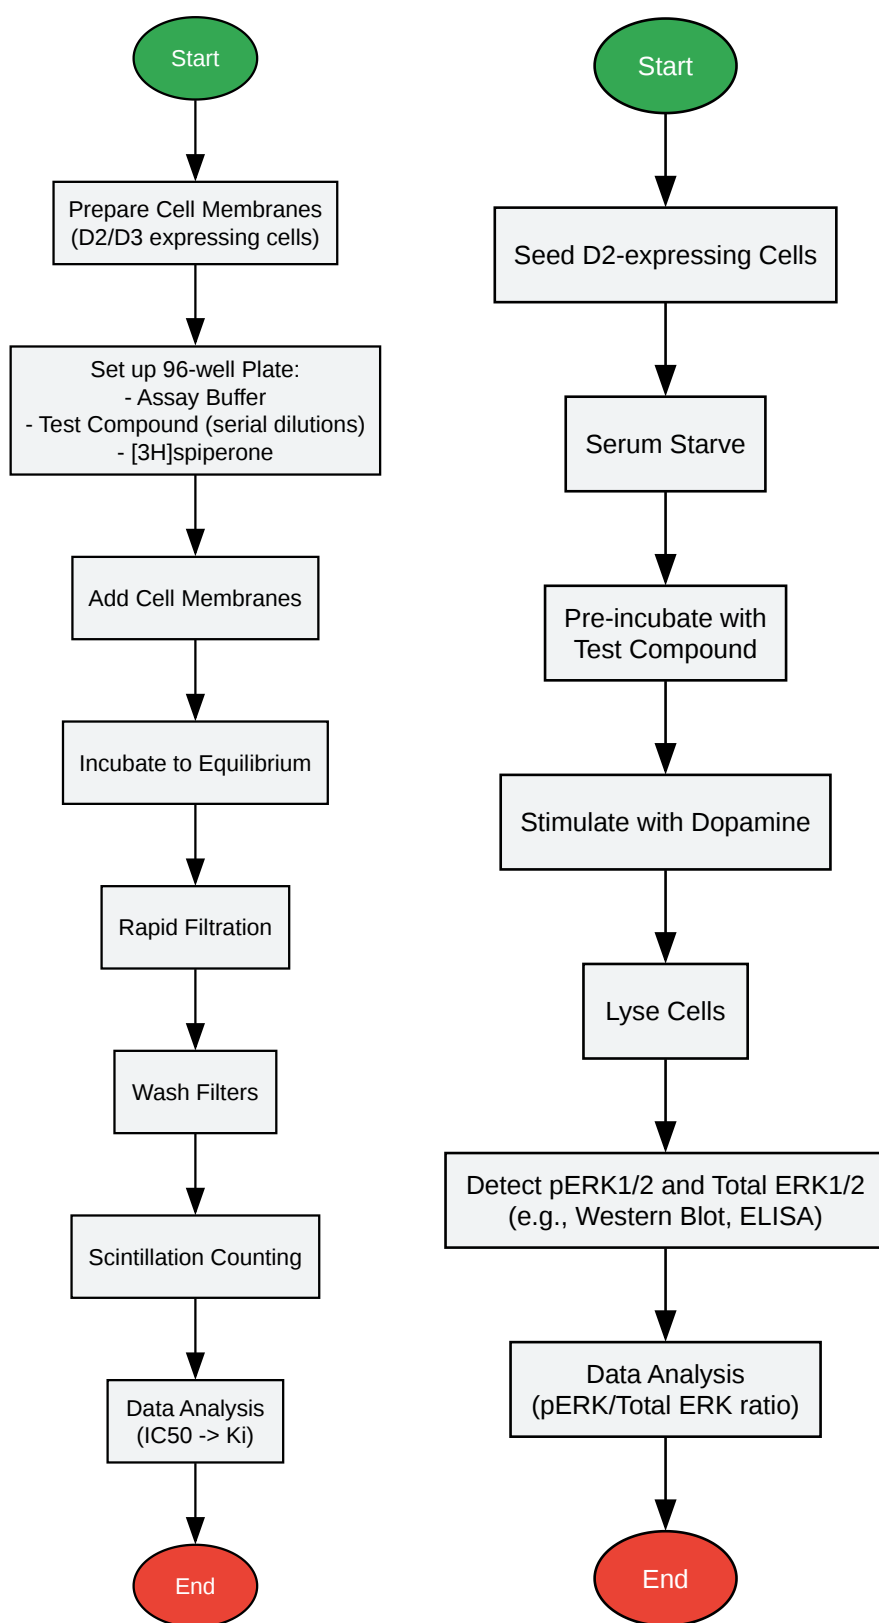 Start
Prepare Cell Membranes
(D2/D3 expressing cells)
Set up 96-well Plate:
- Assay Buffer
- Test Compound (serial dilutions)
- [3H]spiperone
Add Cell Membranes
Incubate to Equilibrium
Rapid Filtration
Wash Filters
Scintillation Counting
Data Analysis
(IC50 -> Ki)
End
Start
Seed D2-expressing Cells
Serum Starve
Pre-incubate with
Test Compound
Stimulate with Dopamine
Lyse Cells
Detect pERK1/2 and Total ERK1/2
(e.g., Western Blot, ELISA)
Data Analysis
(pERK/Total ERK ratio)
End